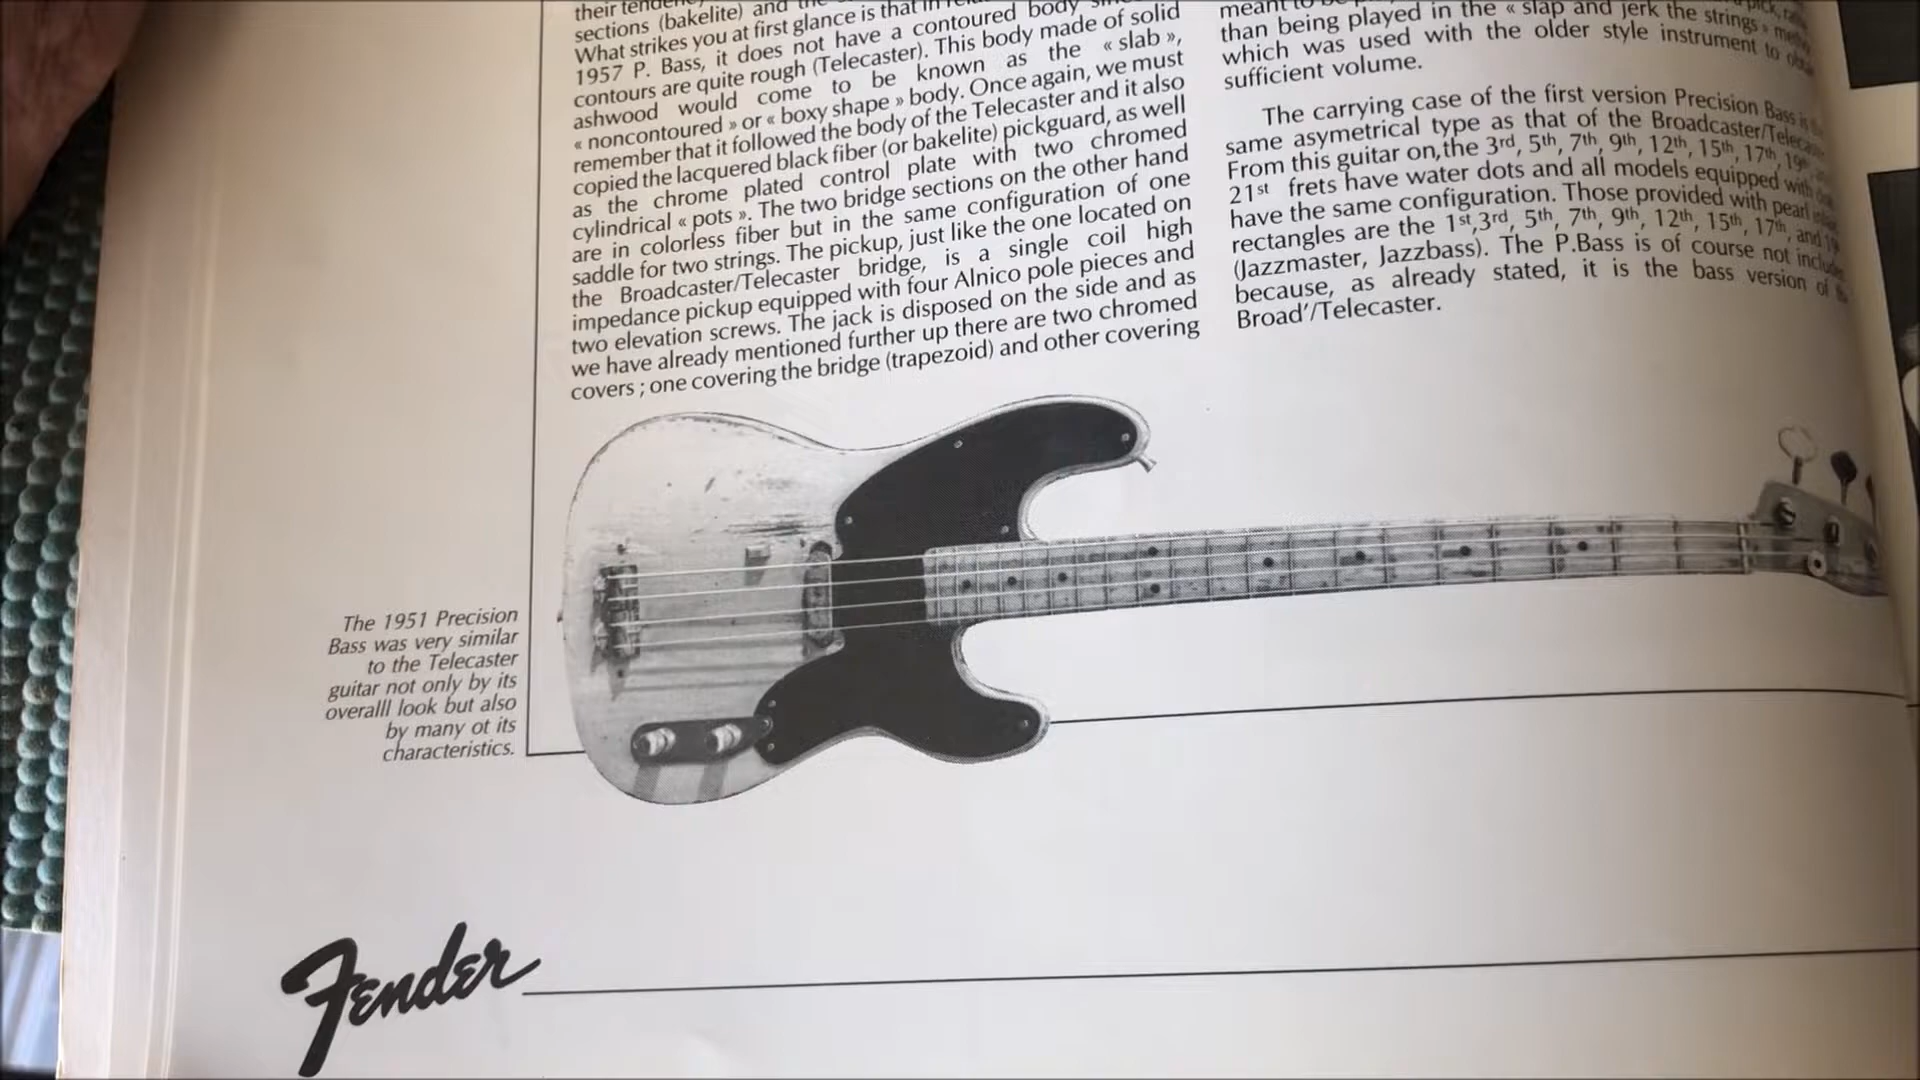 their
sections (bakelite) and
What strikes you at first glance is that in
1957 P. Bass, it does not have a contoured body
contours are quite rough (Telecaster). This body made of solid
ashwood would come to be known as the « slab »,
« noncontoured » or « boxy shape » body. Once again, we must
remember that it followed the body of the Telecaster and it also
copied the lacquered black fiber (or bakelite) pickguard, as well
as the chrome plated control plate with two chromed
cylindrical « pots ». The two bridge sections on the other hand
are in colorless fiber but in the same configuration of one
saddle for two strings. The pickup, just like the one located on
the Broadcaster/Telecaster bridge, is a single coil high
impedance pickup equipped with four Alnico pole pieces and
two elevation screws. The jack is disposed on the side and as
we have already mentioned further up there are two chromed
covers ; one covering the bridge (trapezoid) and other covering
meant to be pick,
than being played in the « slap and jerk the strings »
which was used with the older style instrument to
sufficient volume.
The carrying case of the first version Precision Bass is
same asymetrical type as that of the Broadcaster/
From this guitar on, the 3rd, 5th, 7th, 9th, 12th, 15th, 17th,
21st frets have water dots and all models equipped with
have the same configuration. Those provided with pearl
rectangles are the 1st,3rd, 5th, 7th, 9th, 12th, 15th, 17th, and
(Jazzmaster, Jazzbass). The P.Bass is of course not
because, as already stated, it is the bass version of
Broad'/Telecaster.
The 1951 Precision
Bass was very similar
to the Telecaster
guitar not only by its
overalll look but also
by many ot its
characteristics.
Fender